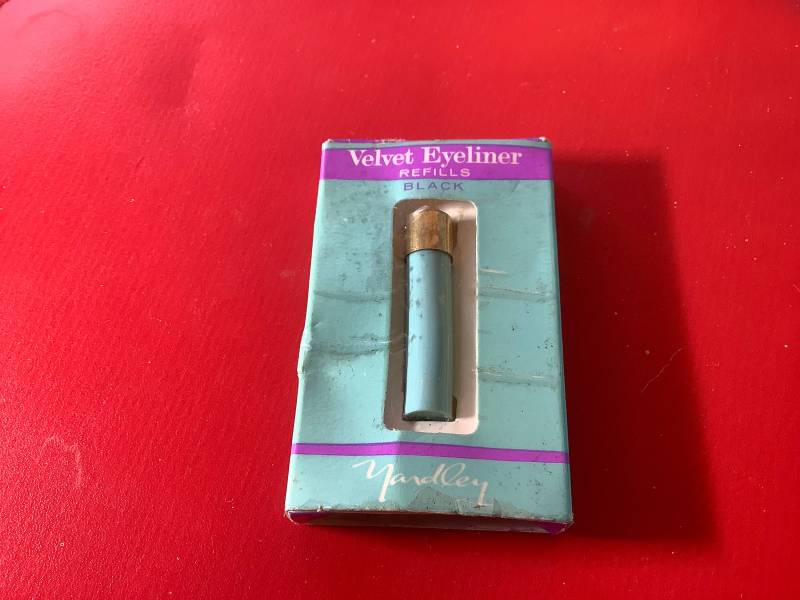 Velvet Eyeliner
REFILLS
BLACK
Yardley